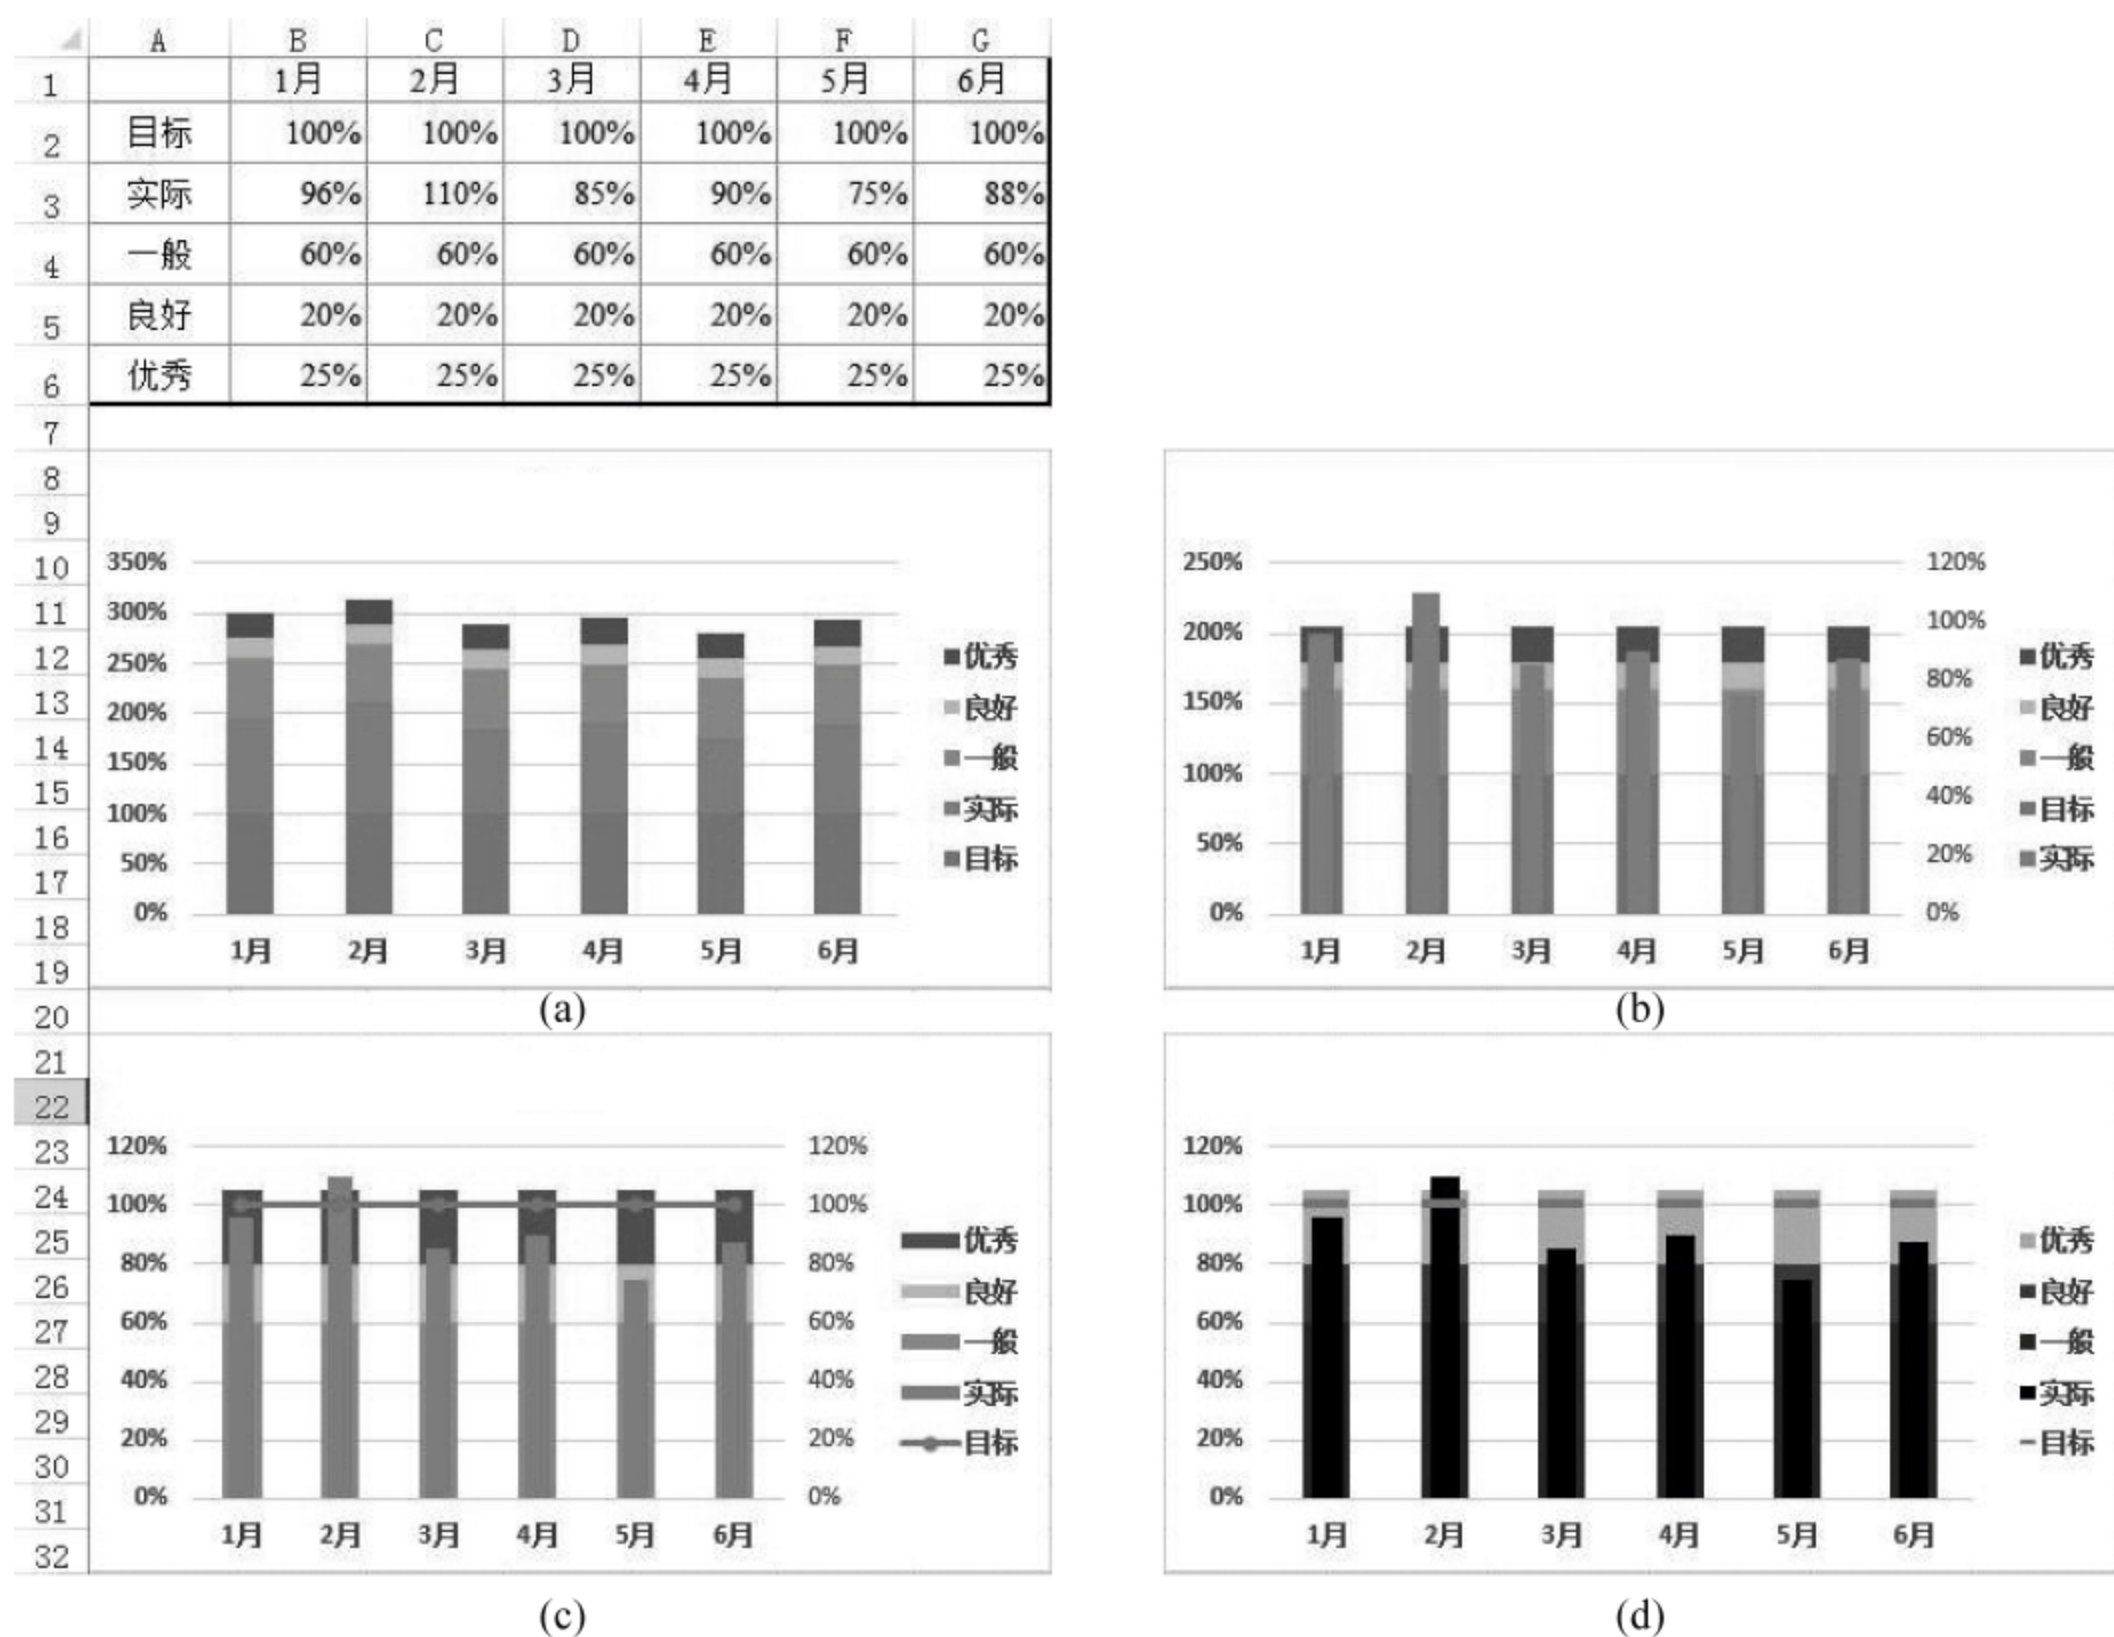 A B C D E F G
1 1月 2月 3月 4月 5月 6月
2 目标 100% 100% 100% 100% 100% 100%
3 实际 96% 110% 85% 90% 75% 88%
4 一般 60% 60% 60% 60% 60% 60%
5 良好 20% 20% 20% 20% 20% 20%
6 优秀 25% 25% 25% 25% 25% 25%
7
8
9
10
11
12
13
14
15
16
17
18
19
20
21
22
23
24
25
26
27
28
29
30
31
32
350%
300%
250%
200%
150%
100%
50%
0%
1月 2月 3月 4月 5月 6月
优秀
良好
一般
实际
目标
(a)
250%
200%
150%
100%
50%
0%
1月 2月 3月 4月 5月 6月
120%
100%
80%
60%
40%
20%
0%
优秀
良好
一般
目标
实际
(b)
120%
100%
80%
60%
40%
20%
0%
1月 2月 3月 4月 5月 6月
120%
100%
80%
60%
40%
20%
0%
优秀
良好
一般
实际
目标
(c)
120%
100%
80%
60%
40%
20%
0%
1月 2月 3月 4月 5月 6月
优秀
良好
一般
实际
目标
(d)